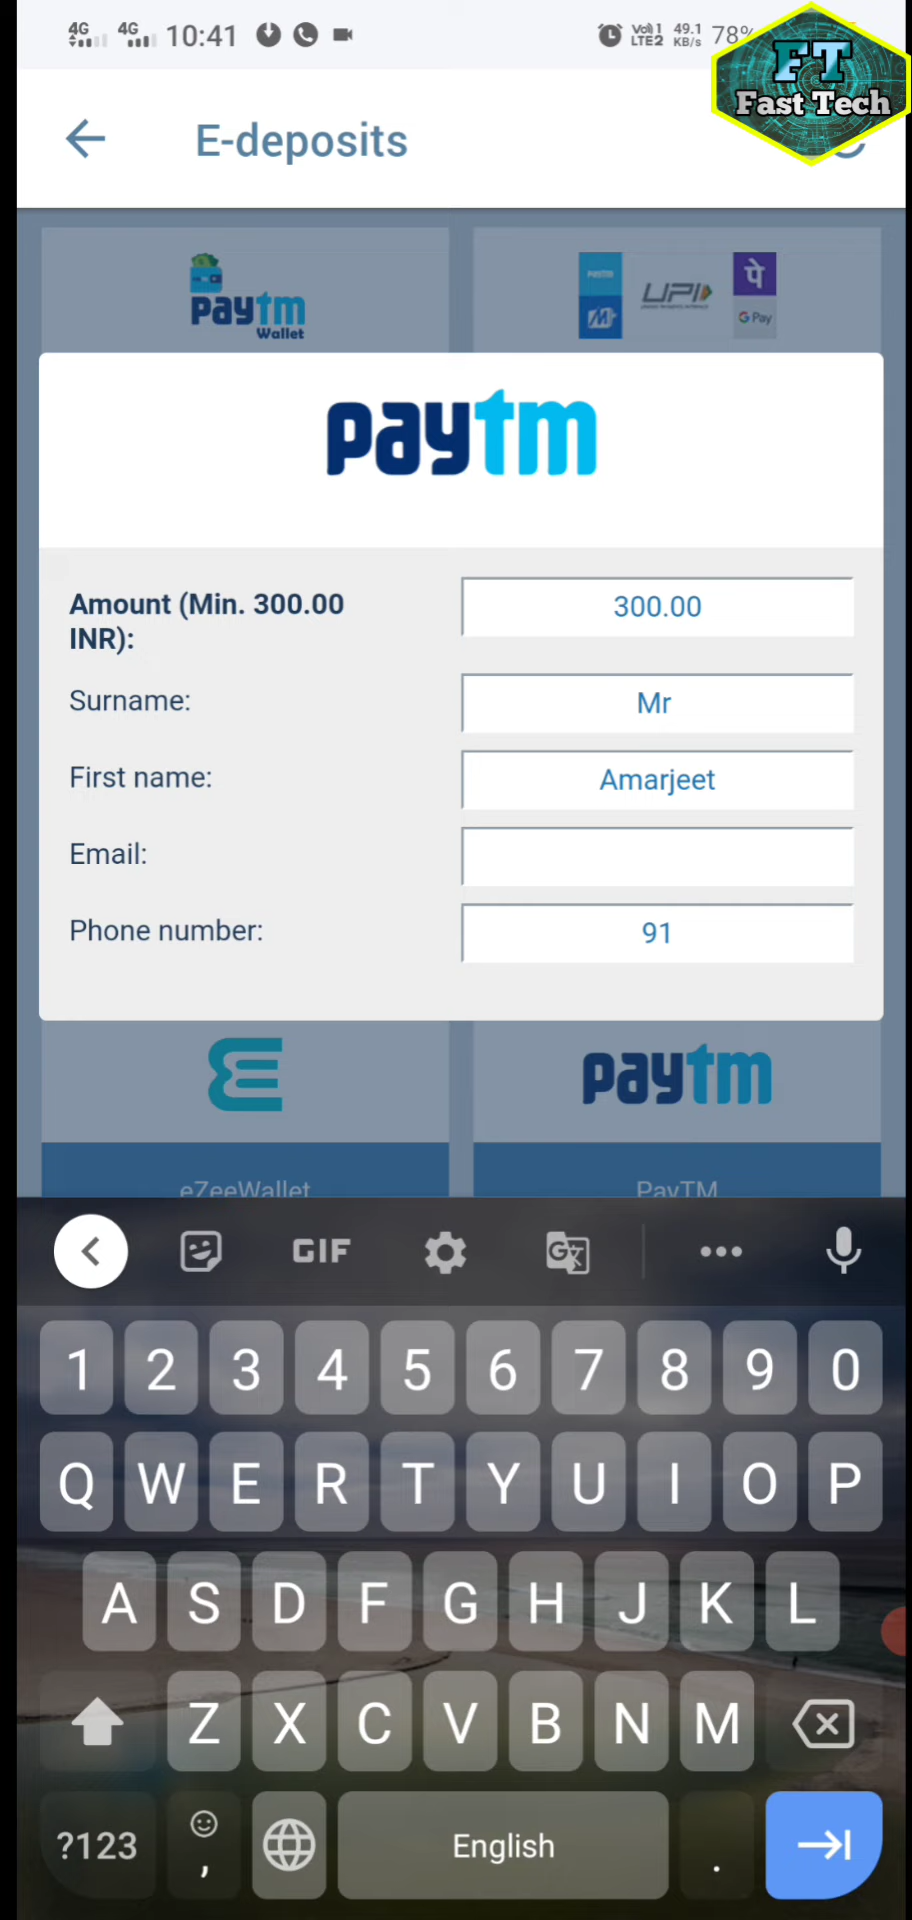 4G 4G 10:41 Vo)) 1 LTE2 49.1 KB/s 78%
FT
Fast Tech
E-deposits
paytm
Wallet
UPI
पे
G Pay
paytm
Amount (Min. 300.00
INR):
300.00
Surname:
Mr
First name:
Amarjeet
Email:
Phone number:
91
paytm
eZeeWallet
PayTM
GIF
1 2 3 4 5 6 7 8 9 0
Q W E R T Y U I O P
A S D F G H J K L
Z X C V B N M
?123 , English .